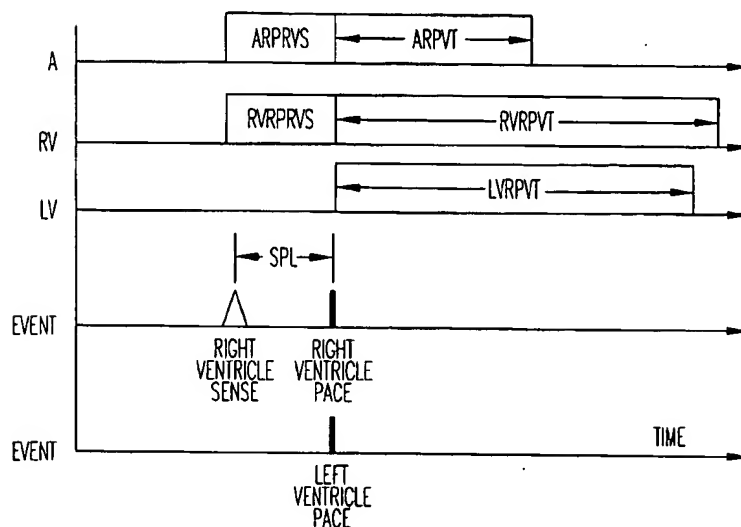 ARPRVS ARPVT
A
RVRPRVS RVRPVT
RV
LVRPVT
LV
SPL
EVENT
RIGHT
VENTRICLE
SENSE
RIGHT
VENTRICLE
PACE
EVENT
TIME
LEFT
VENTRICLE
PACE